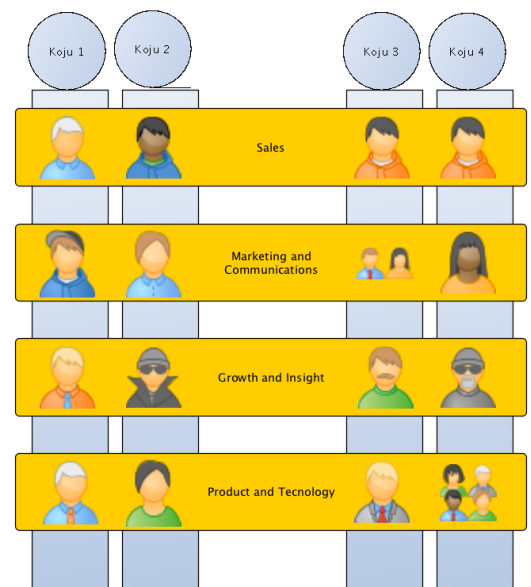 Koju 1
Koju 2
Koju 3
Koju 4
Sales
Marketing and
Communications
Growth and Insight
Product and Tecnology